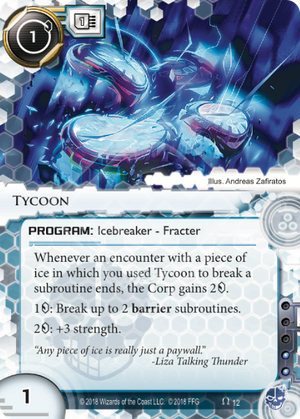 1
1
Illus. Andreas Zafiratos
TYCOON
PROGRAM: Icebreaker - Fracter
Whenever an encounter with a piece of
ice in which you used Tycoon to break a
subroutine ends, the Corp gains 2.
1: Break up to 2 barrier subroutines.
2: +3 strength.
"Any piece of ice is really just a paywall."
-Liza Talking Thunder
1
© 2018 Wizards of the Coast LLC. © 2018 FFG
Ω 12